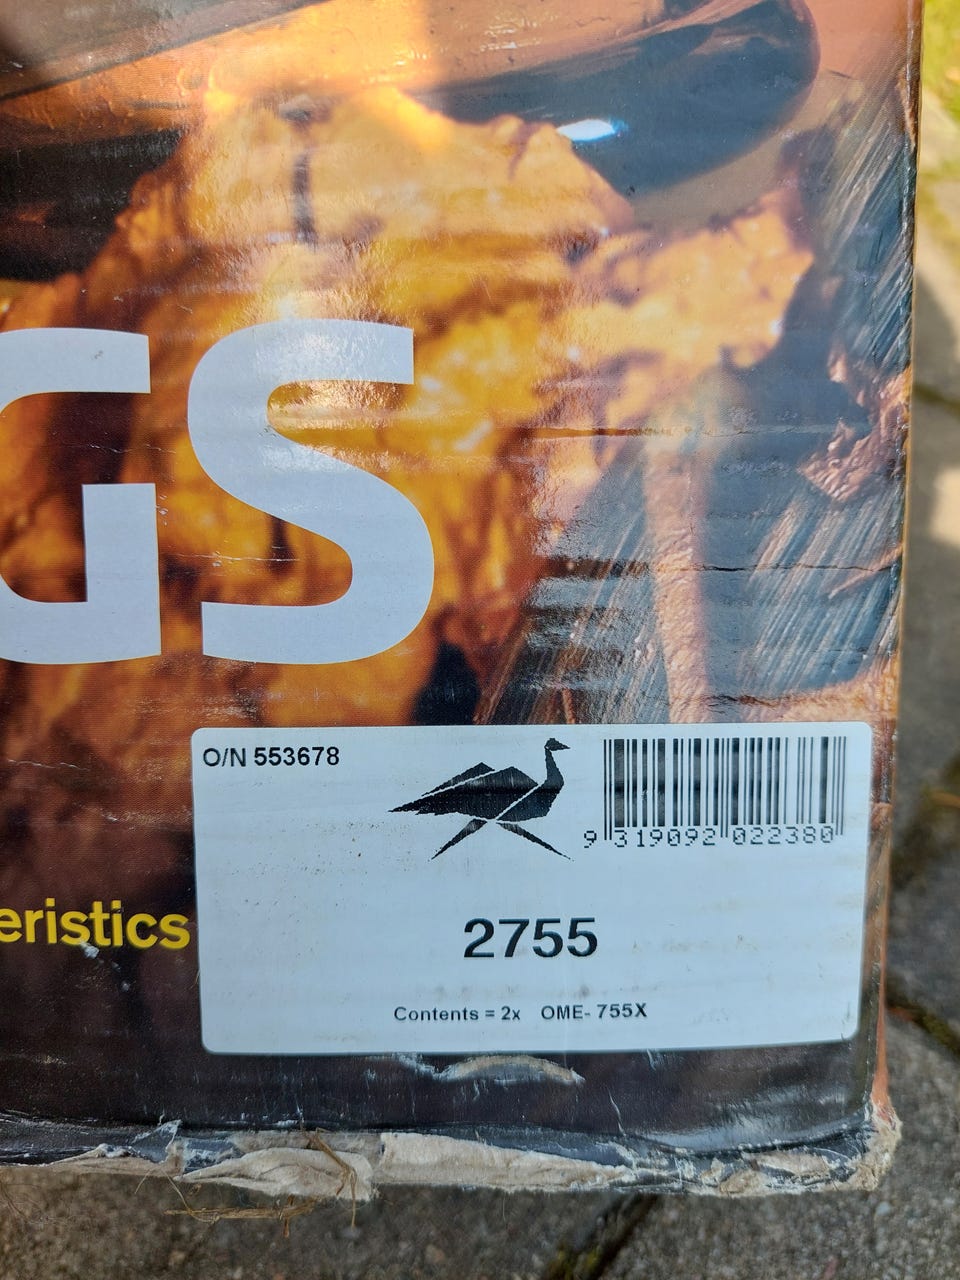 GS
O/N 553678
9 319092 022380
2755
eristics
Contents = 2x OME- 755X